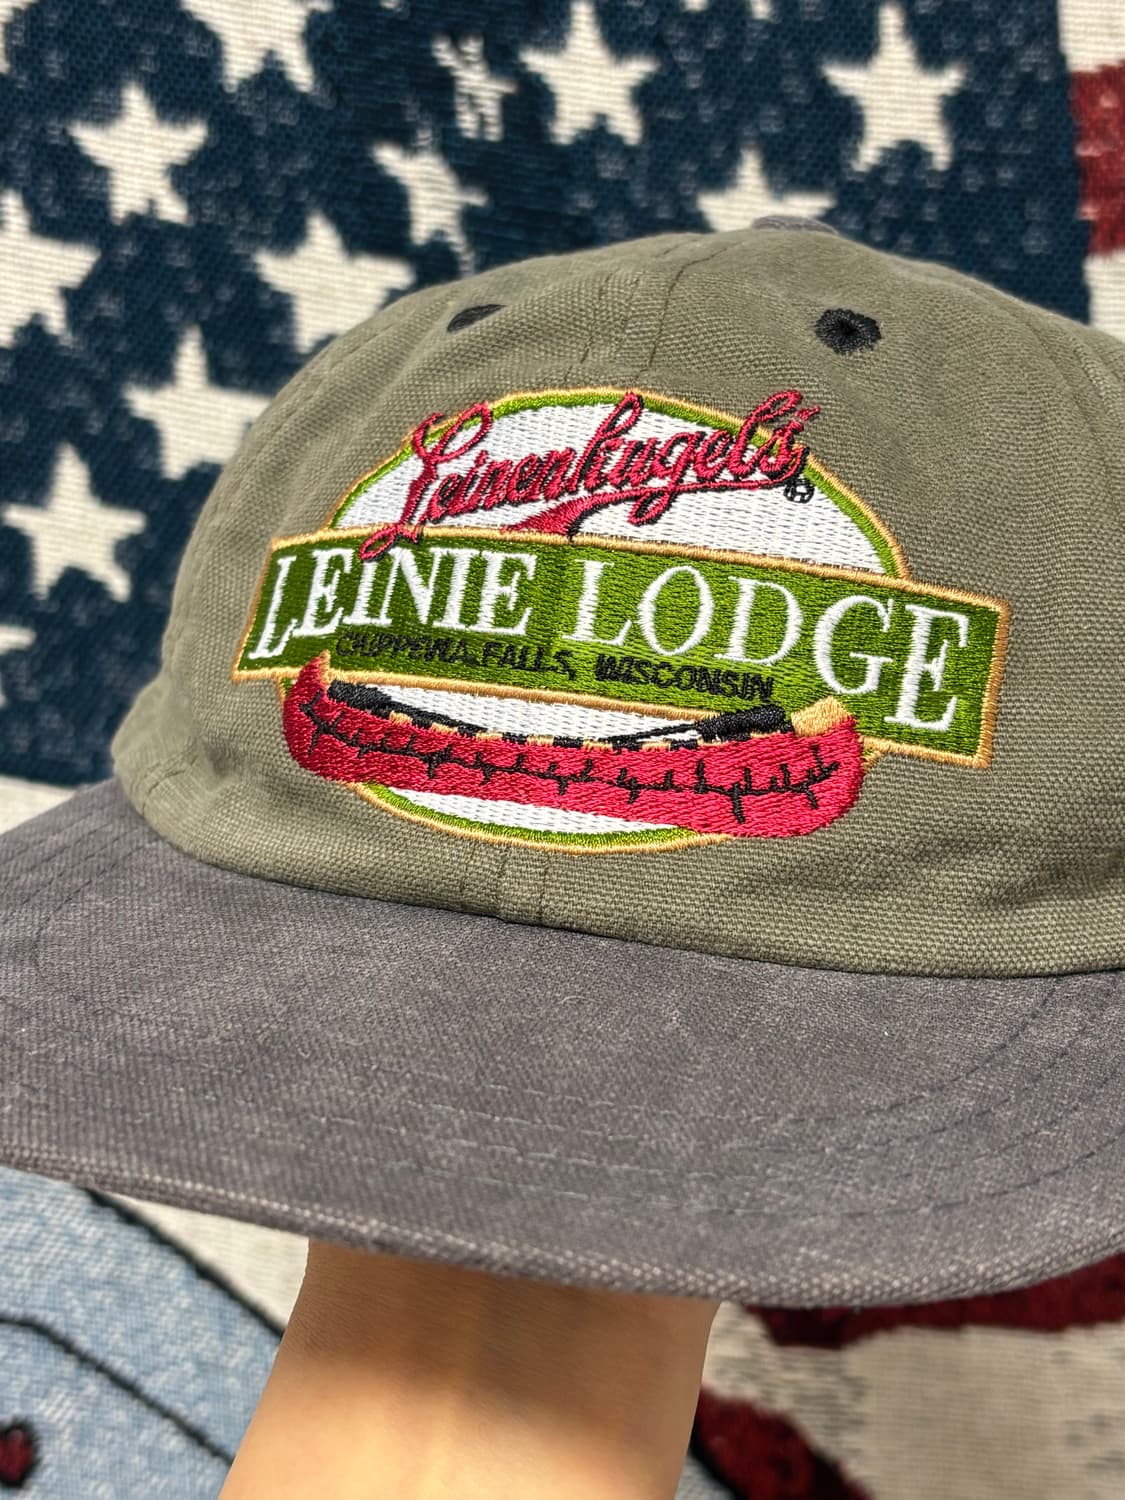 Leinenkugel's®
LEINIE LODGE
CHIPPEWA FALLS, WISCONSIN